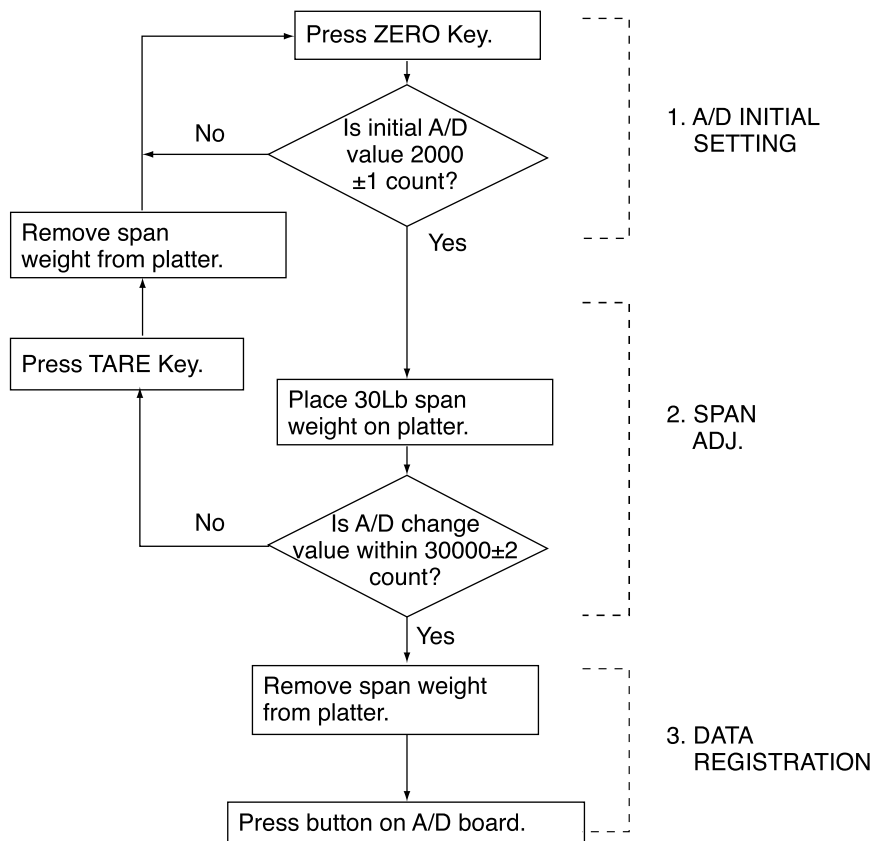 Press ZERO Key.
Is initial A/D
value 2000
±1 count?
No
Yes
1. A/D INITIAL
SETTING
Remove span
weight from platter.
Press TARE Key.
Place 30Lb span
weight on platter.
2. SPAN
ADJ.
Is A/D change
value within 30000±2
count?
No
Yes
Remove span weight
from platter.
3. DATA
REGISTRATION
Press button on A/D board.